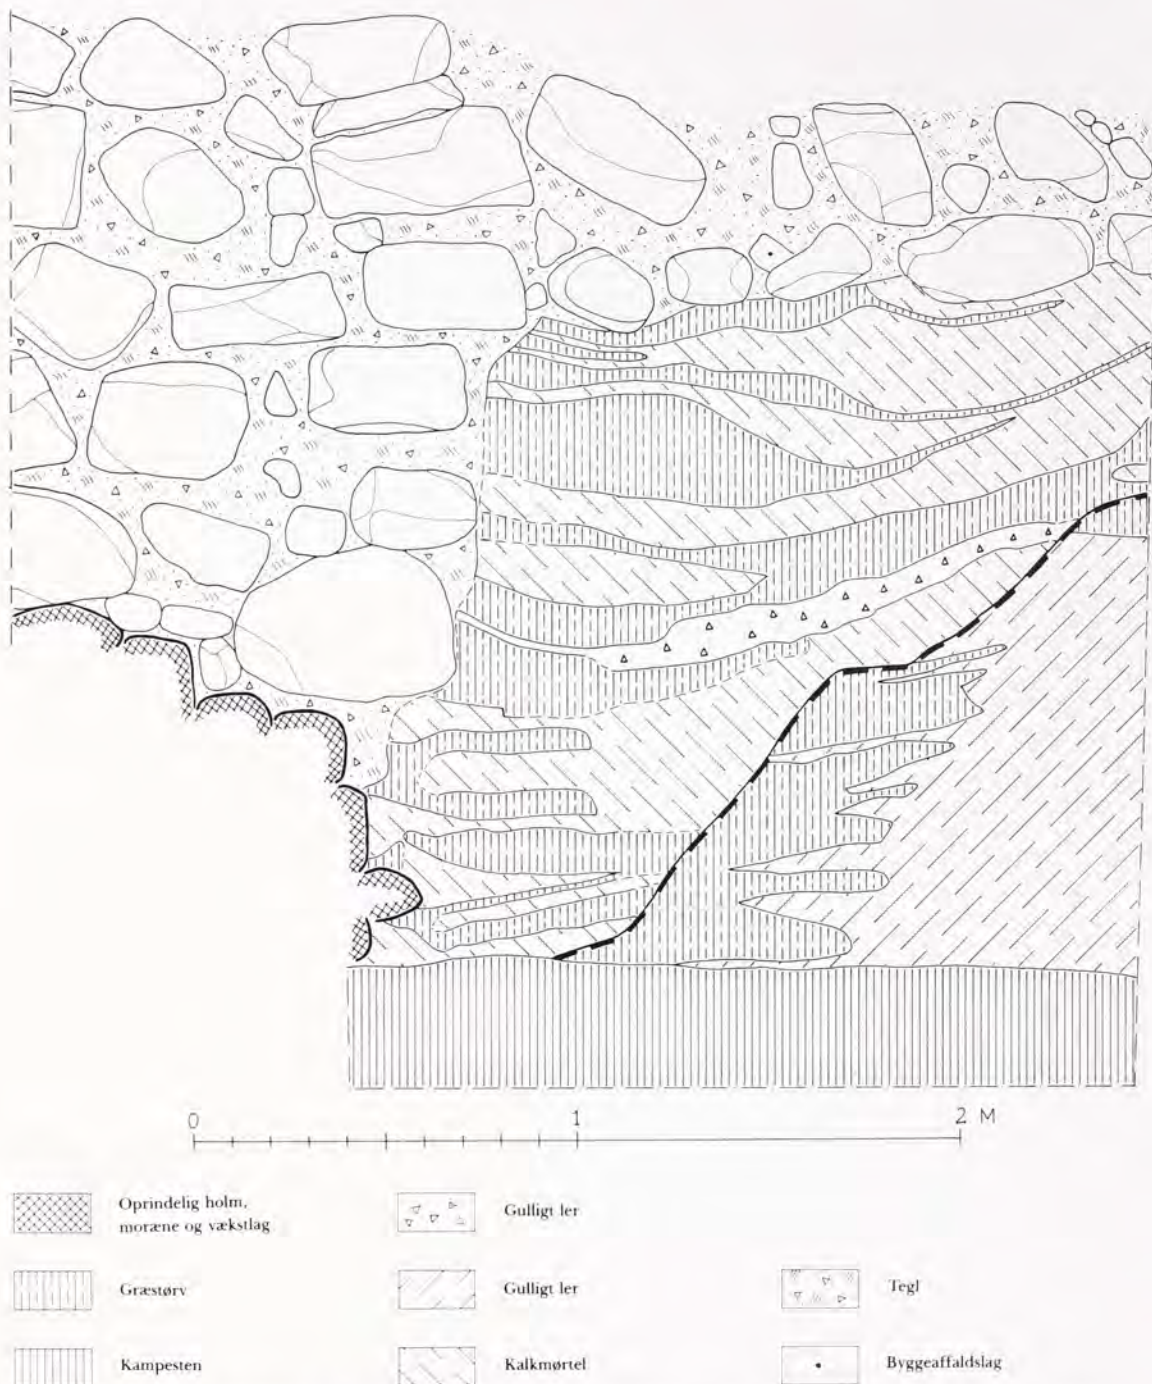 0 1 2 M
Oprindelig holm,
moræne og vækstlag
Gulligt ler
Græstørv
Gulligt ler
Tegl
Kampesten
Kalkmørtel
Byggeaffaldslag